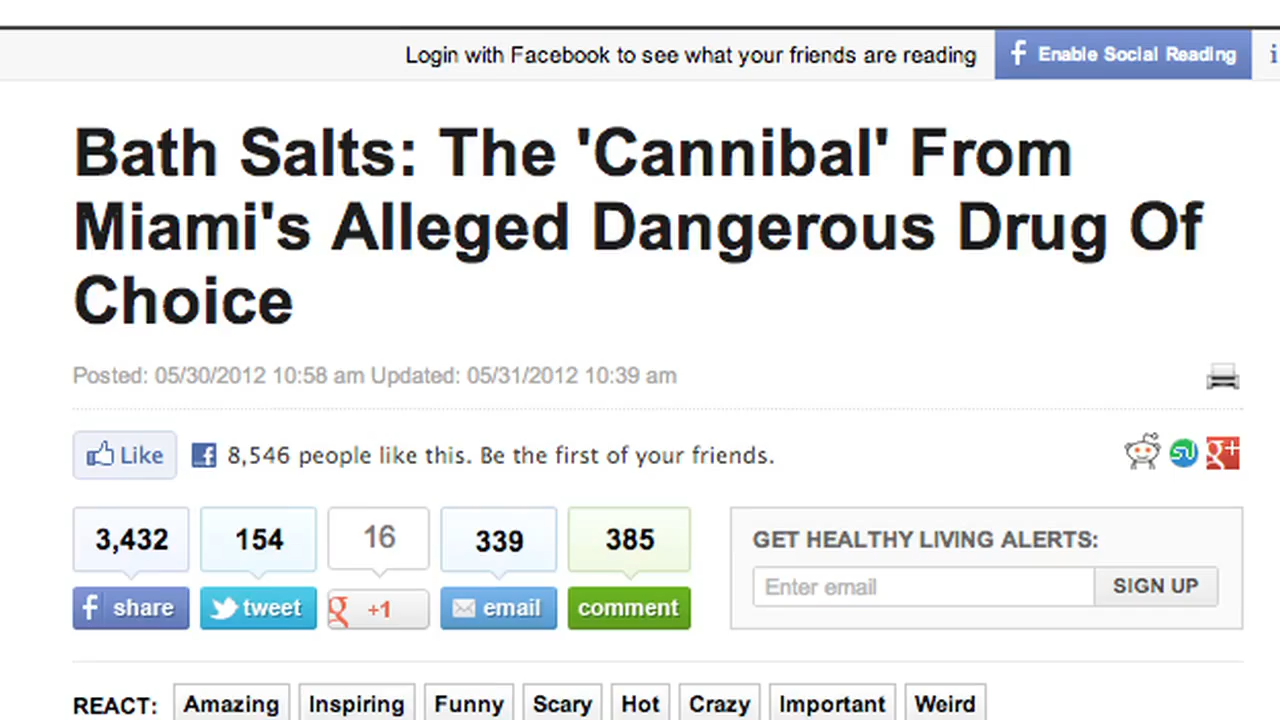 Login with Facebook to see what your friends are reading
f Enable Social Reading
i
Bath Salts: The 'Cannibal' From
Miami's Alleged Dangerous Drug Of
Choice
Posted: 05/30/2012 10:58 am Updated: 05/31/2012 10:39 am
Like
f 8,546 people like this. Be the first of your friends.
SU g+
3,432 154 16 339 385
f share tweet g +1 email comment
GET HEALTHY LIVING ALERTS:
Enter email SIGN UP
REACT: Amazing Inspiring Funny Scary Hot Crazy Important Weird